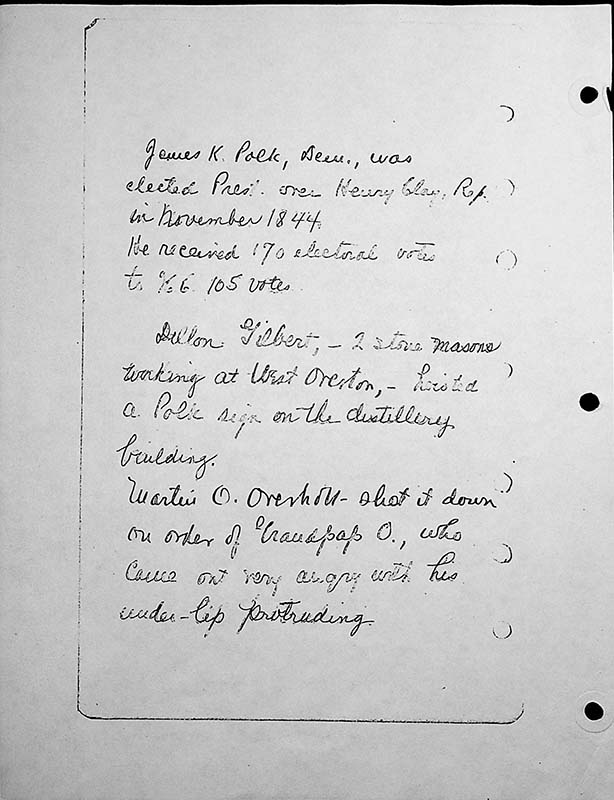 James K. Polk, Dem., was
elected Pres. over Henry Clay, Rep.
in November 1844.
He received 170 electoral votes
to 105 votes.
Dillon Gilbert, - 2 stone masons
working at West Overton, - hoisted
a Polk sign on the distillery
building.
Martin O. Overholt - shot it down
on order of Grandpap O., who
came out very angry with his
under-lip protruding.